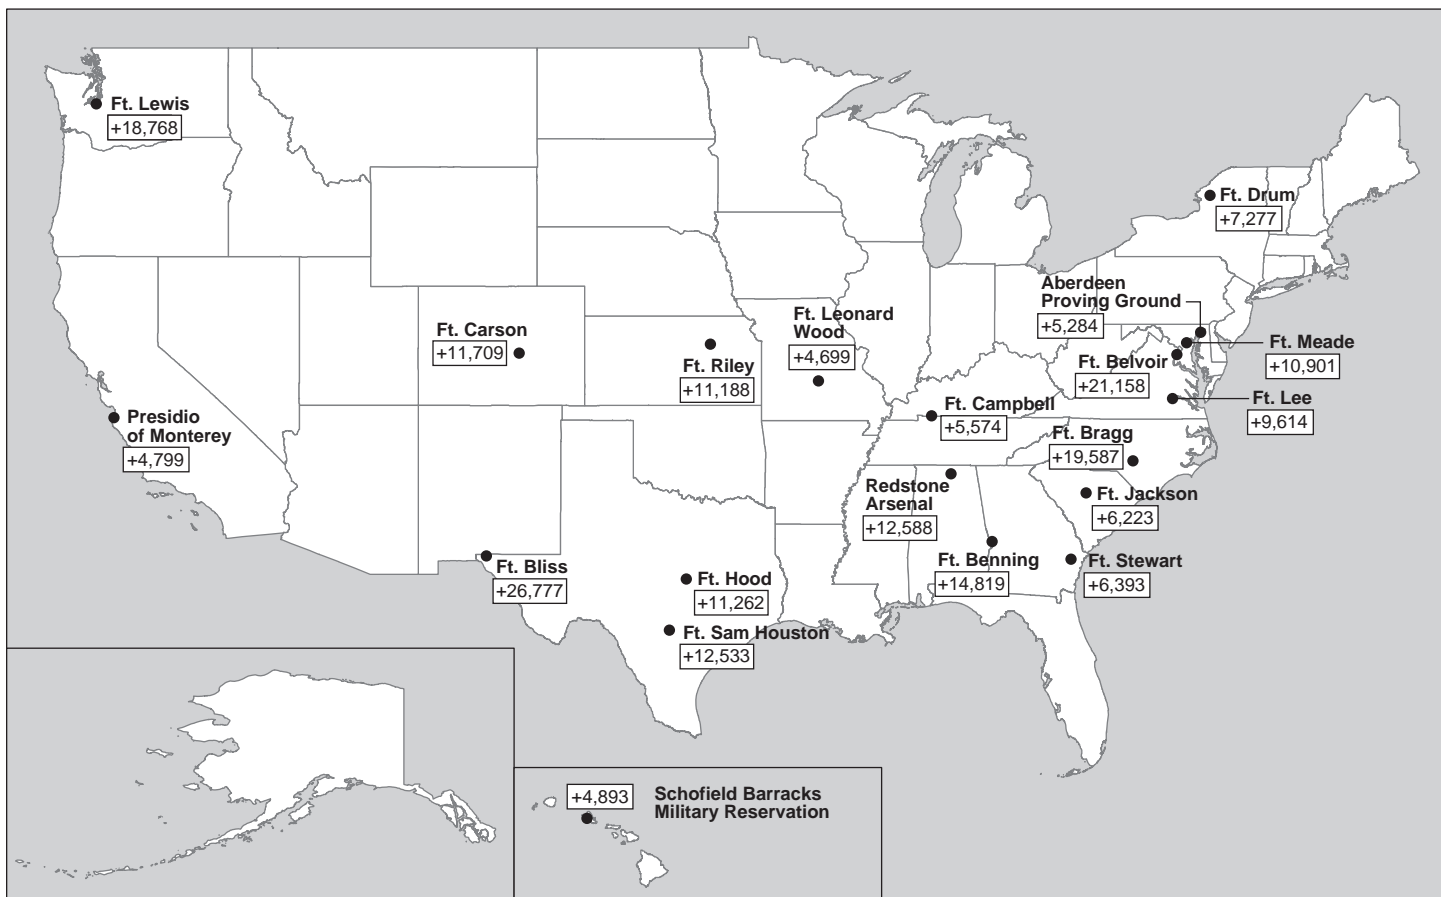 Ft. Lewis
+18,768
Ft. Drum
+7,277
Aberdeen
Proving Ground
+5,284
Ft. Leonard
Wood
+4,699
Ft. Carson
+11,709
Ft. Riley
+11,188
Ft. Meade
+10,901
Ft. Belvoir
+21,158
Ft. Lee
+9,614
Presidio
of Monterey
+4,799
Ft. Campbell
+5,574
Ft. Bragg
+19,587
Redstone
Arsenal
+12,588
Ft. Jackson
+6,223
Ft. Benning
+14,819
Ft. Stewart
+6,393
Ft. Bliss
+26,777
Ft. Hood
+11,262
Ft. Sam Houston
+12,533
+4,893
Schofield Barracks
Military Reservation